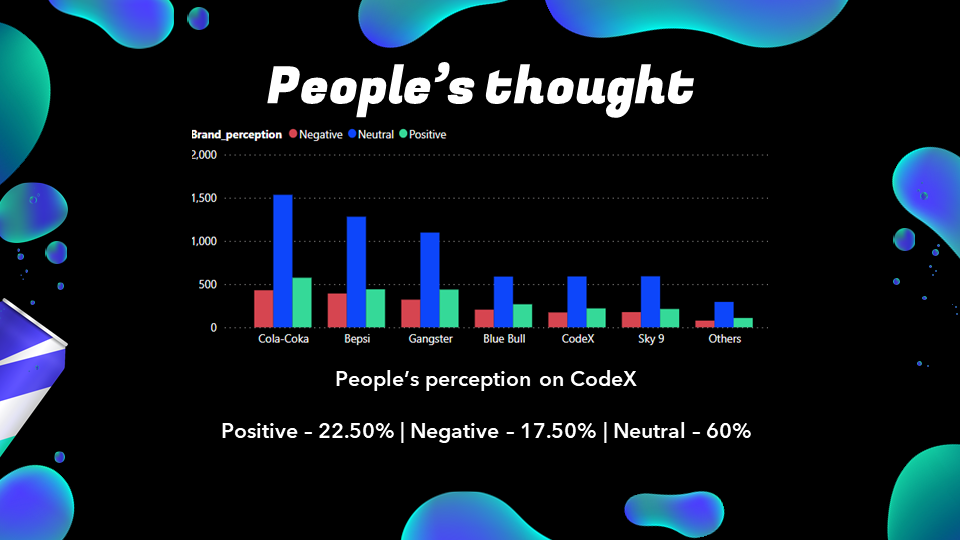 People’s thought
Brand_perception Negative Neutral Positive
2,000
1,500
1,000
500
0
Cola-Coka Bepsi Gangster Blue Bull CodeX Sky 9 Others
People’s perception on CodeX
Positive – 22.50% | Negative – 17.50% | Neutral – 60%